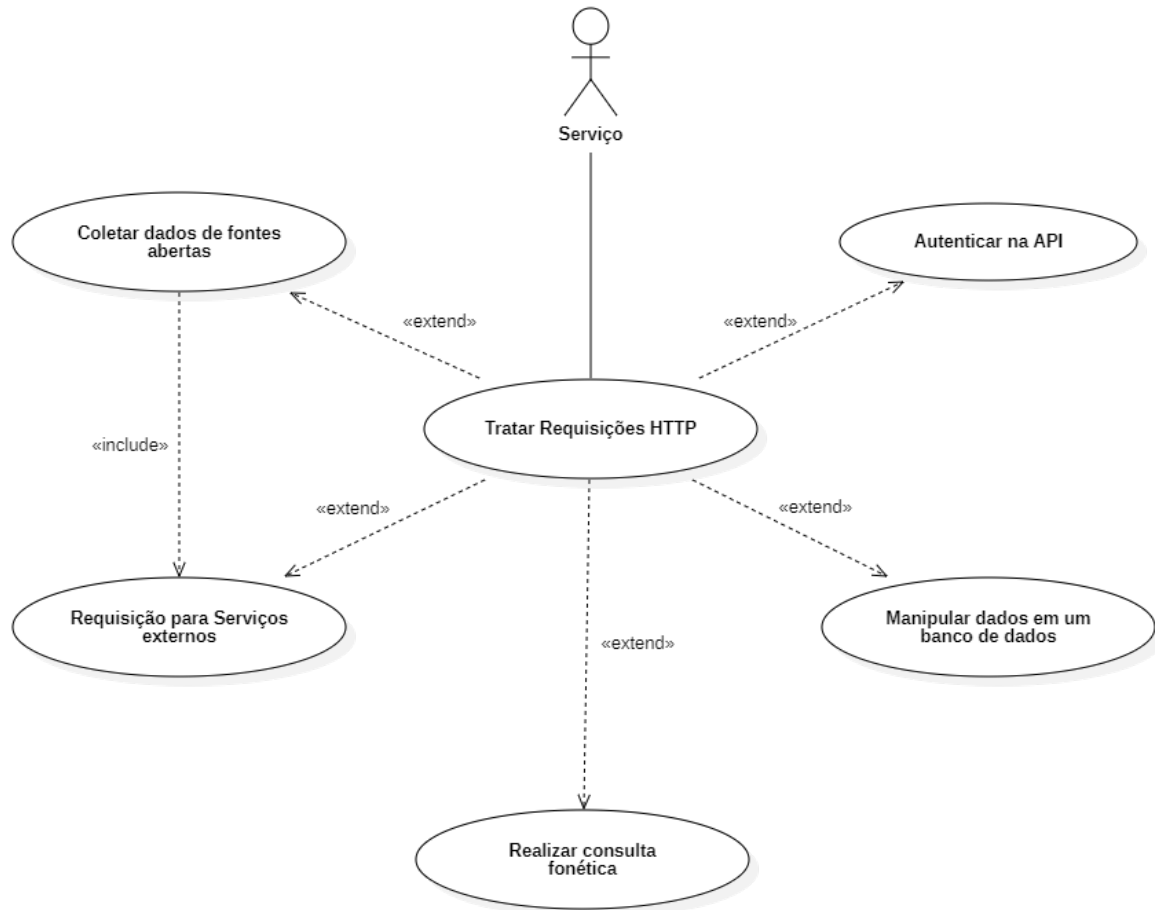 Serviço
Coletar dados de fontes
abertas
Autenticar na API
«extend»
«extend»
Tratar Requisições HTTP
«include»
«extend»
«extend»
Requisição para Serviços
externos
Manipular dados em um
banco de dados
«extend»
Realizar consulta
fonética